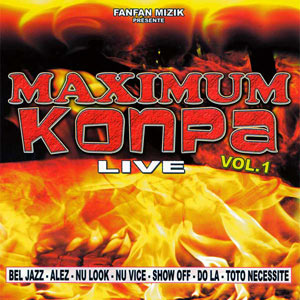 FANFAN MIZIK
PRESENTE
MAXIMUM
KONPA
LIVE
VOL.1
BEL JAZZ - ALEZ - NU LOOK - NU VICE - SHOW OFF - DO LA - TOTO NECESSITE